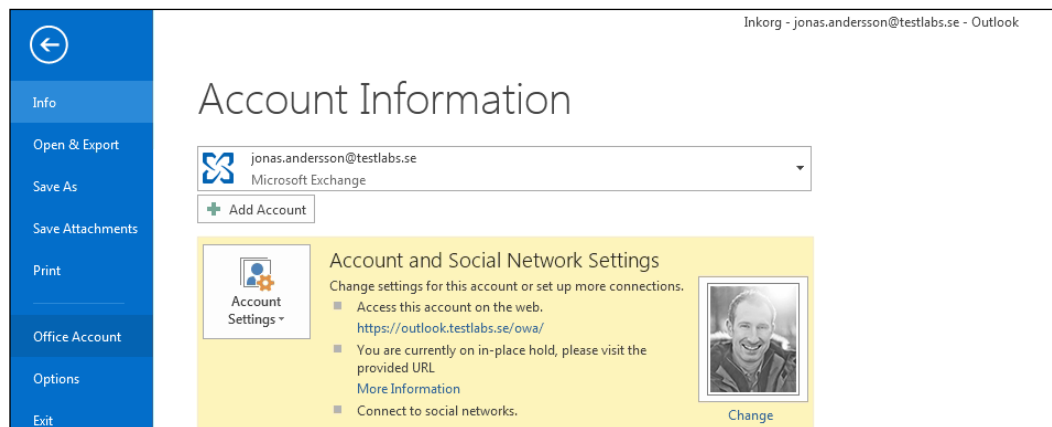 Inkorg - jonas.andersson@testlabs.se - Outlook
Info
Open & Export
Save As
Save Attachments
Print
Office Account
Options
Exit
Account Information
jonas.andersson@testlabs.se
Microsoft Exchange
Add Account
Account
Settings
Account and Social Network Settings
Change settings for this account or set up more connections.
Access this account on the web.
https://outlook.testlabs.se/owa/
You are currently on in-place hold, please visit the
provided URL
More Information
Connect to social networks.
Change